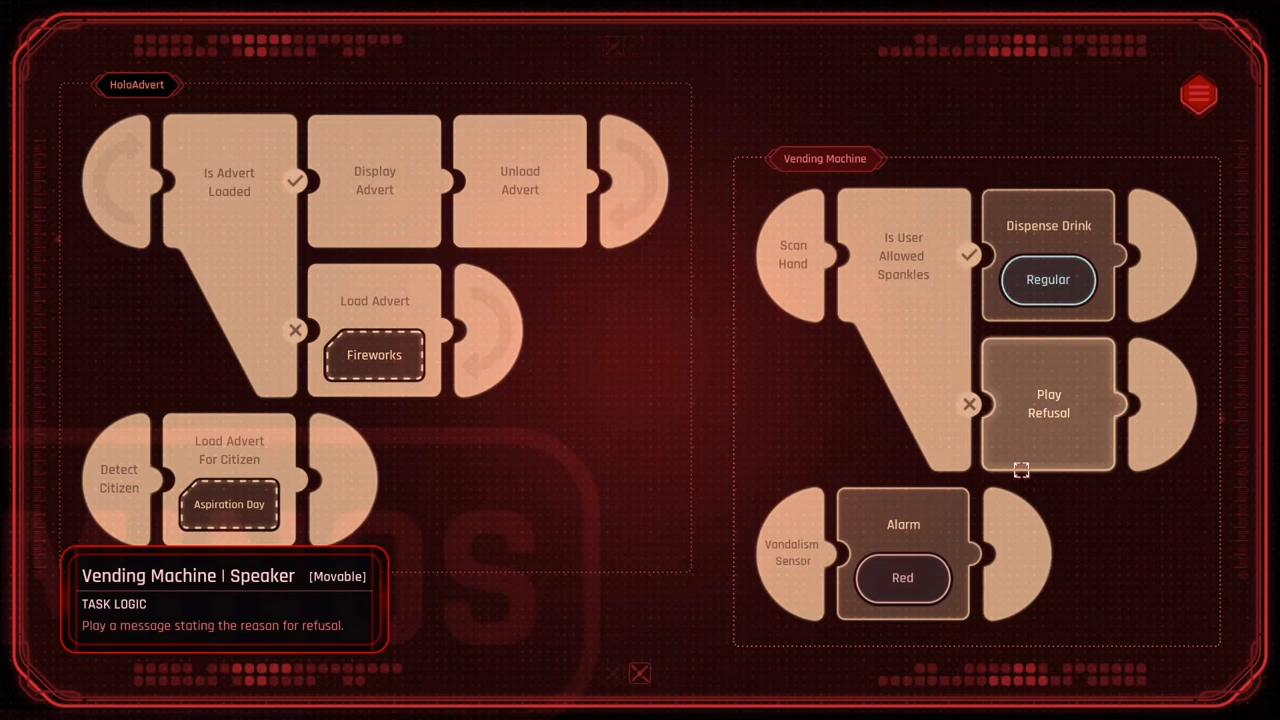 HoloAdvert
Is Advert
Loaded
Display
Advert
Unload
Advert
Load Advert
Fireworks
Detect
Citizen
Load Advert
For Citizen
Aspiration Day
Vending Machine
Scan
Hand
Is User
Allowed
Spankles
Dispense Drink
Regular
Play
Refusal
Vandalism
Sensor
Alarm
Red
Vending Machine | Speaker [Movable]
TASK LOGIC
Play a message stating the reason for refusal.